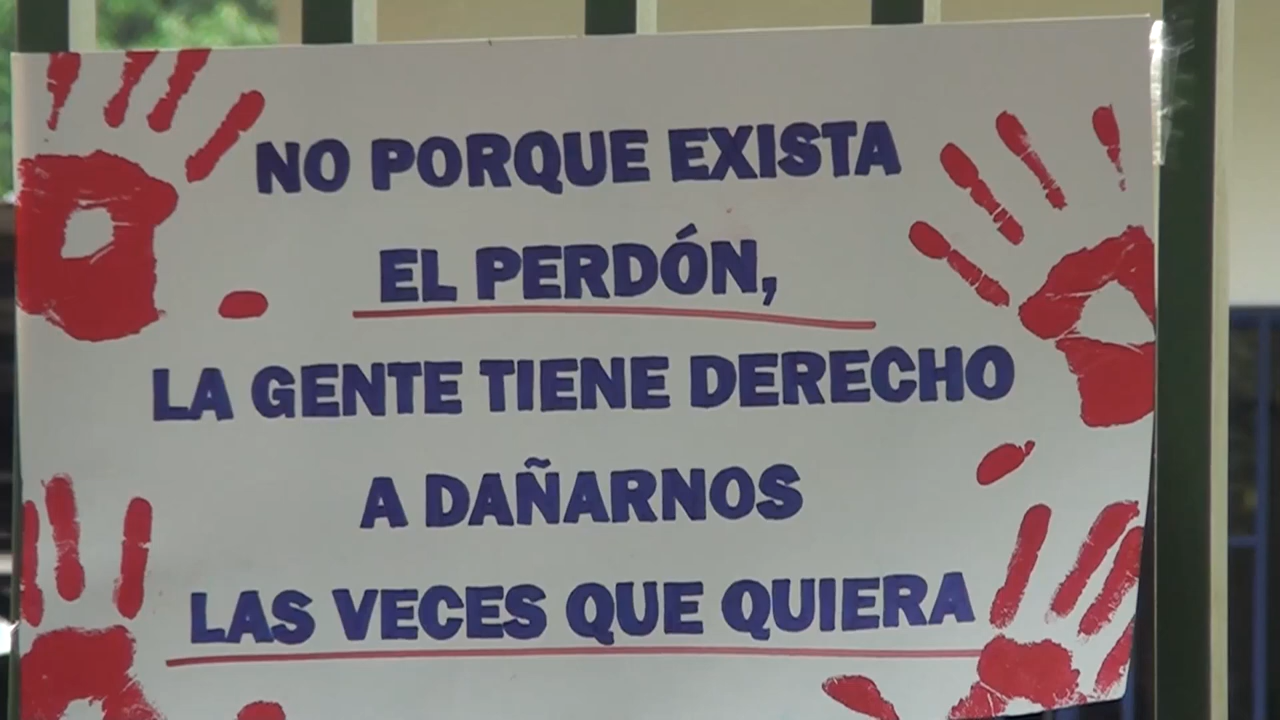 NO PORQUE EXISTA
EL PERDÓN,
LA GENTE TIENE DERECHO
A DAÑARNOS
LAS VECES QUE QUIERA